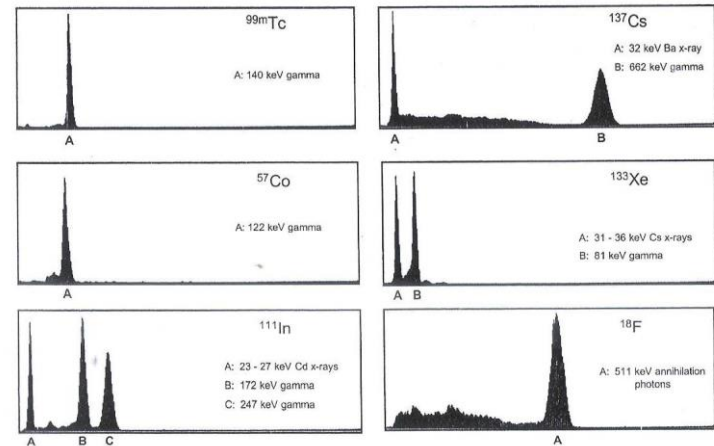 ⁹⁹ᵐTc
A: 140 keV gamma
A
¹³⁷Cs
A: 32 keV Ba x-ray
B: 662 keV gamma
A B
⁵⁷Co
A: 122 keV gamma
A
¹³³Xe
A: 31 - 36 keV Cs x-rays
B: 81 keV gamma
A B
¹¹¹In
A: 23 - 27 keV Cd x-rays
B: 172 keV gamma
C: 247 keV gamma
A B C
¹⁸F
A: 511 keV annihilation
photons
A